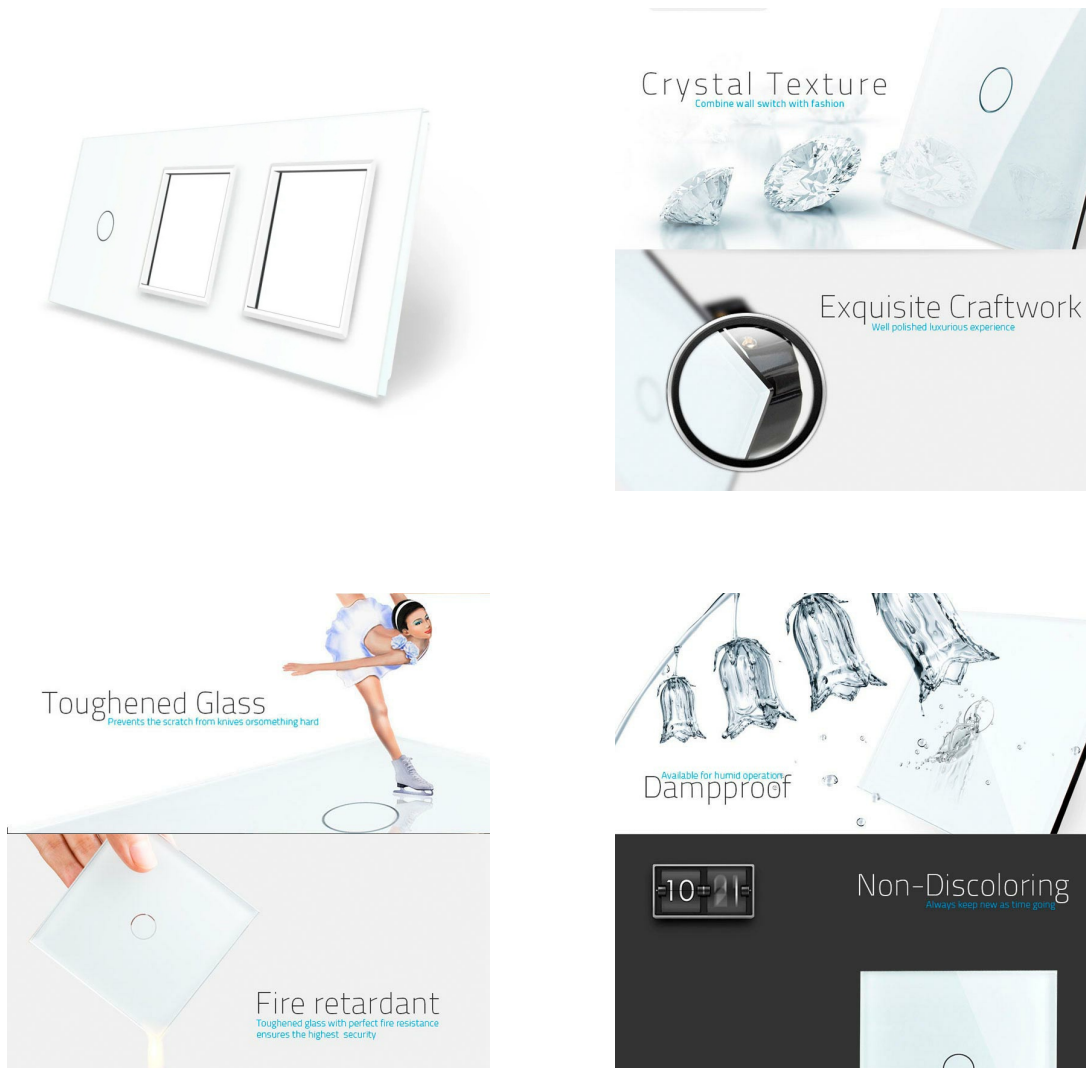 Crystal Texture
Combine wall switch with fashion
Exquisite Craftwork
Well polished luxurious experience
Toughened Glass
Prevents the scratch from knives orsomething hard
Available for humid operation
Dampproof
Fire retardant
Toughened glass with perfect fire resistance
ensures the highest security
10
Non-Discoloring
Always keep new as time going